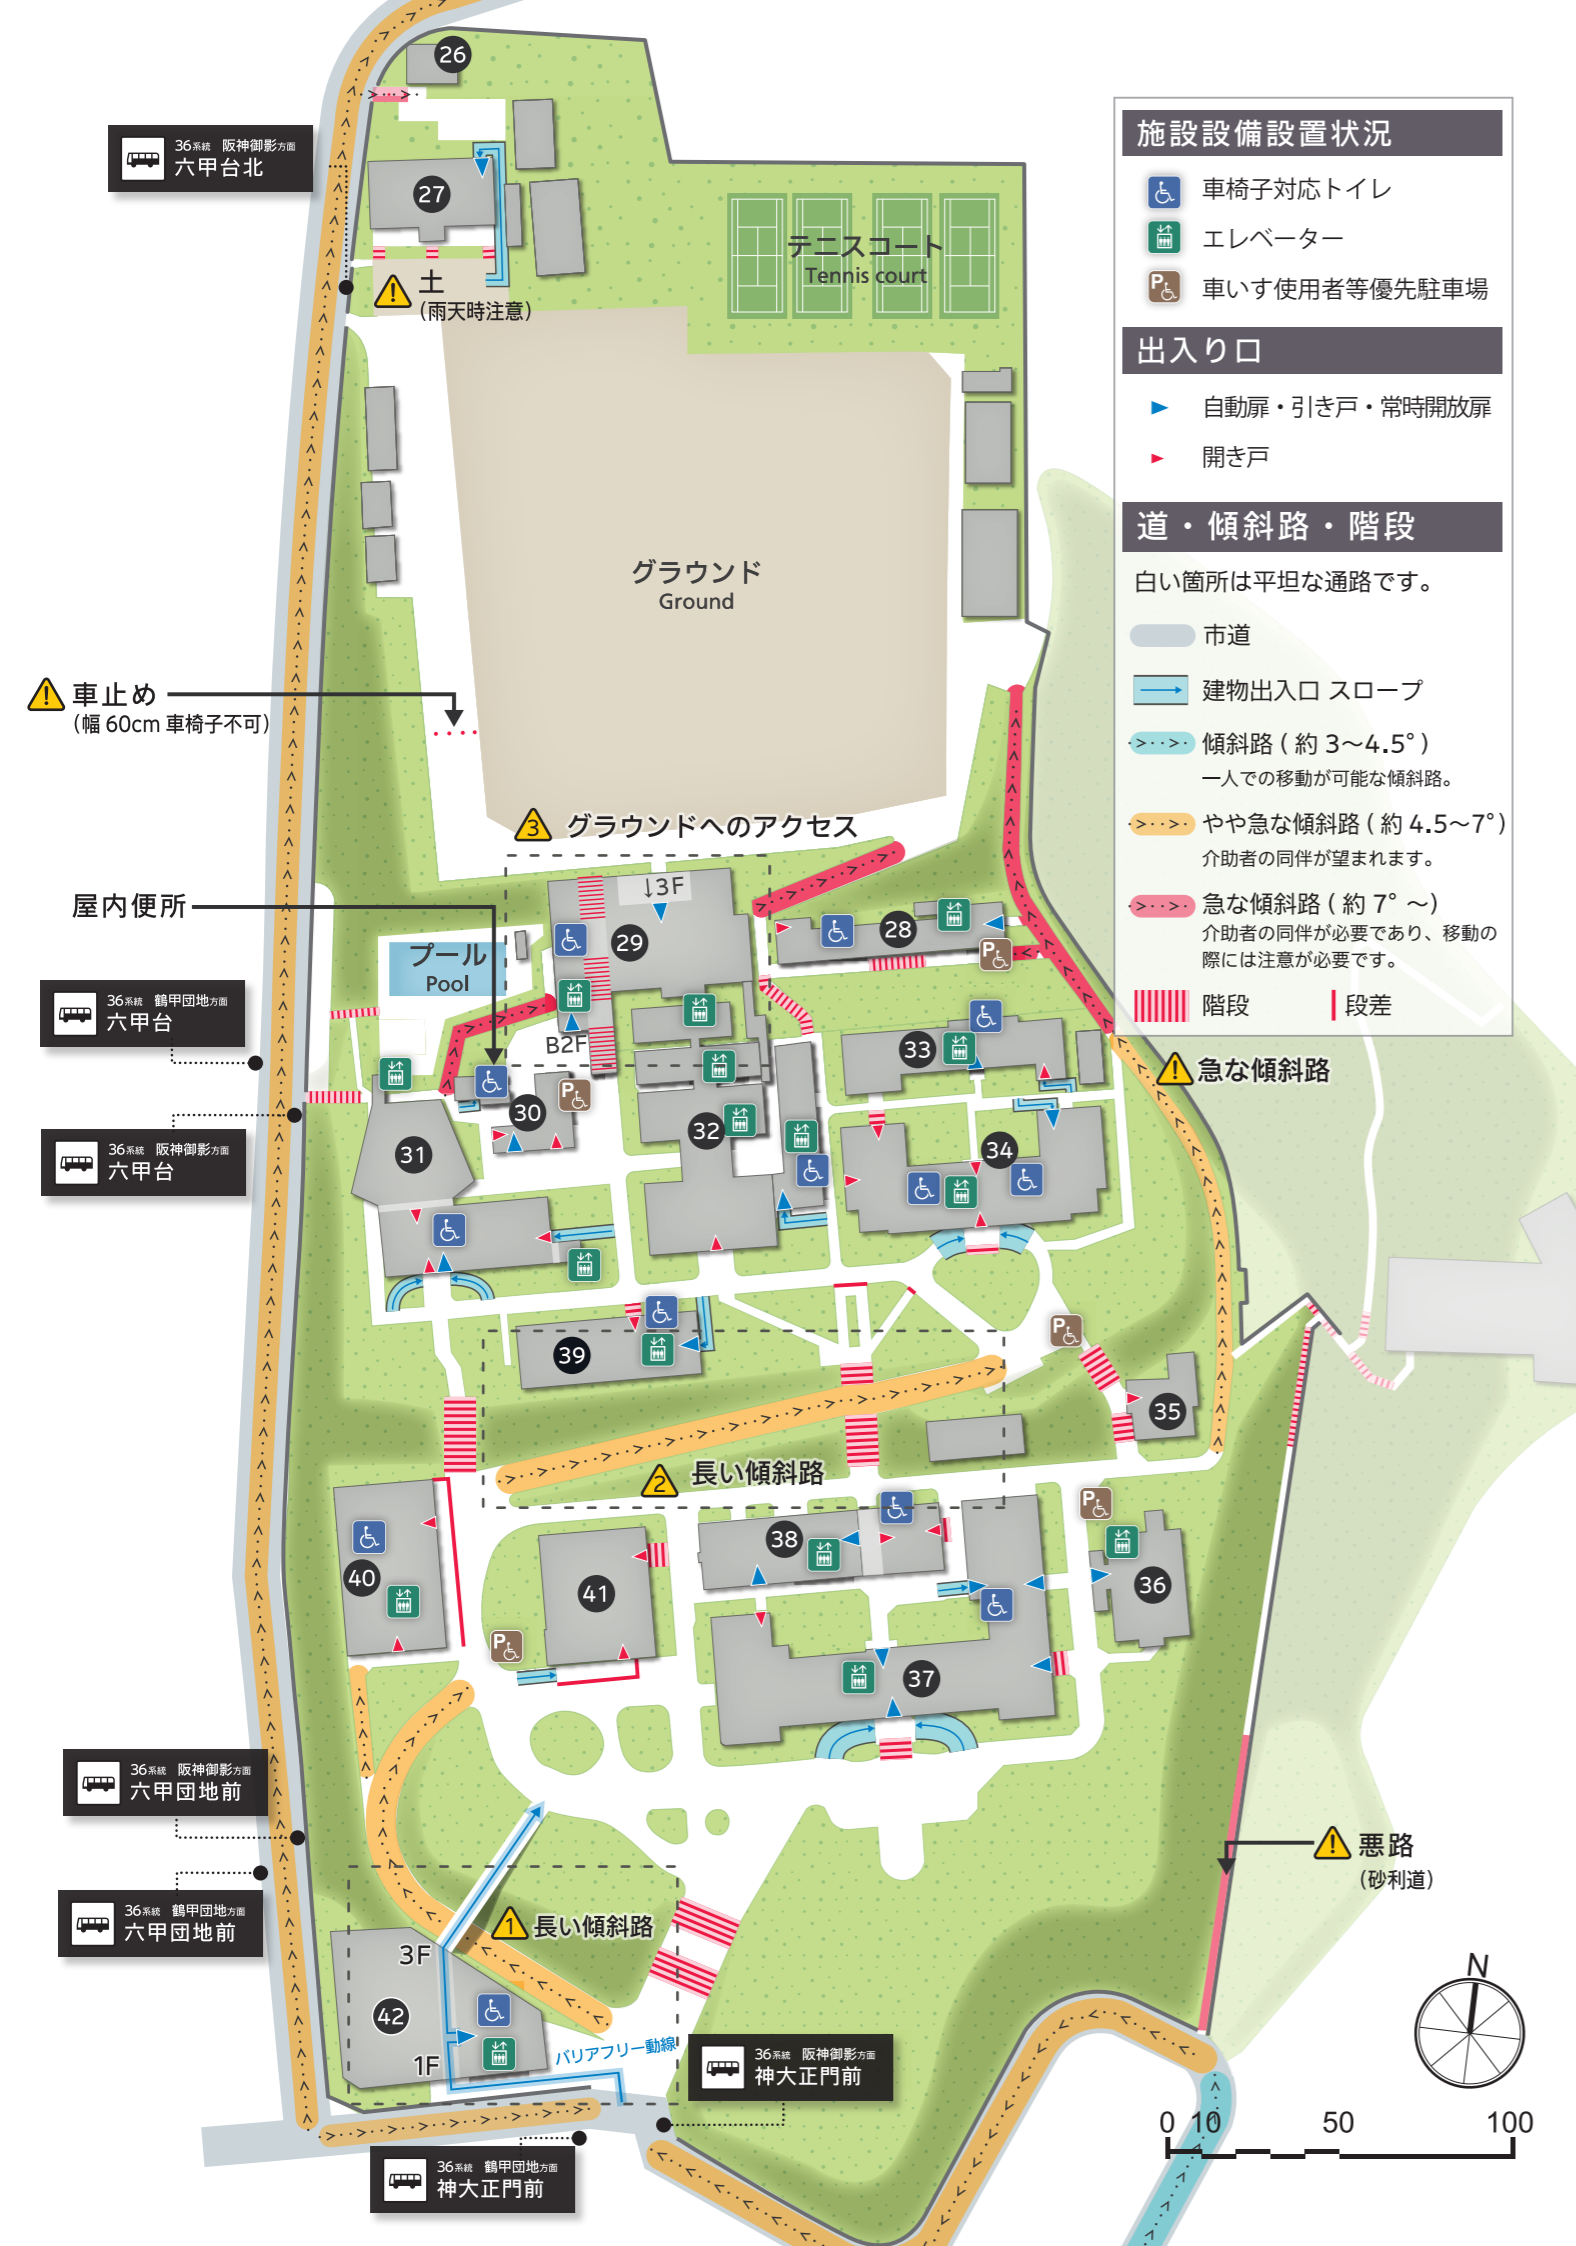 26
36系統 阪神御影方面
六甲台北
27
土
(雨天時注意)
テニスコート
Tennis court
グラウンド
Ground
車止め
(幅 60cm 車椅子不可)
3 グラウンドへのアクセス
屋内便所
↓3F
29
28
P
プール
Pool
B2F
36系統 鶴甲団地方面
六甲台
36系統 阪神御影方面
六甲台
30
P
31
32
33
34
急な傾斜路
39
P
35
2 長い傾斜路
40
41
P
38
37
P
36
36系統 阪神御影方面
六甲団地前
36系統 鶴甲団地方面
六甲団地前
1 長い傾斜路
3F
42
1F
バリアフリー動線
36系統 阪神御影方面
神大正門前
36系統 鶴甲団地方面
神大正門前
悪路
(砂利道)
N
0 10 50 100
施設設備設置状況
車椅子対応トイレ
エレベーター
P 車いす使用者等優先駐車場
出入り口
自動扉・引き戸・常時開放扉
開き戸
道・傾斜路・階段
白い箇所は平坦な通路です。
市道
建物出入口 スロープ
傾斜路 ( 約 3〜4.5° )
一人での移動が可能な傾斜路。
やや急な傾斜路 ( 約 4.5〜7° )
介助者の同伴が望まれます。
急な傾斜路 ( 約 7° 〜)
介助者の同伴が必要であり、移動の
際には注意が必要です。
階段 段差